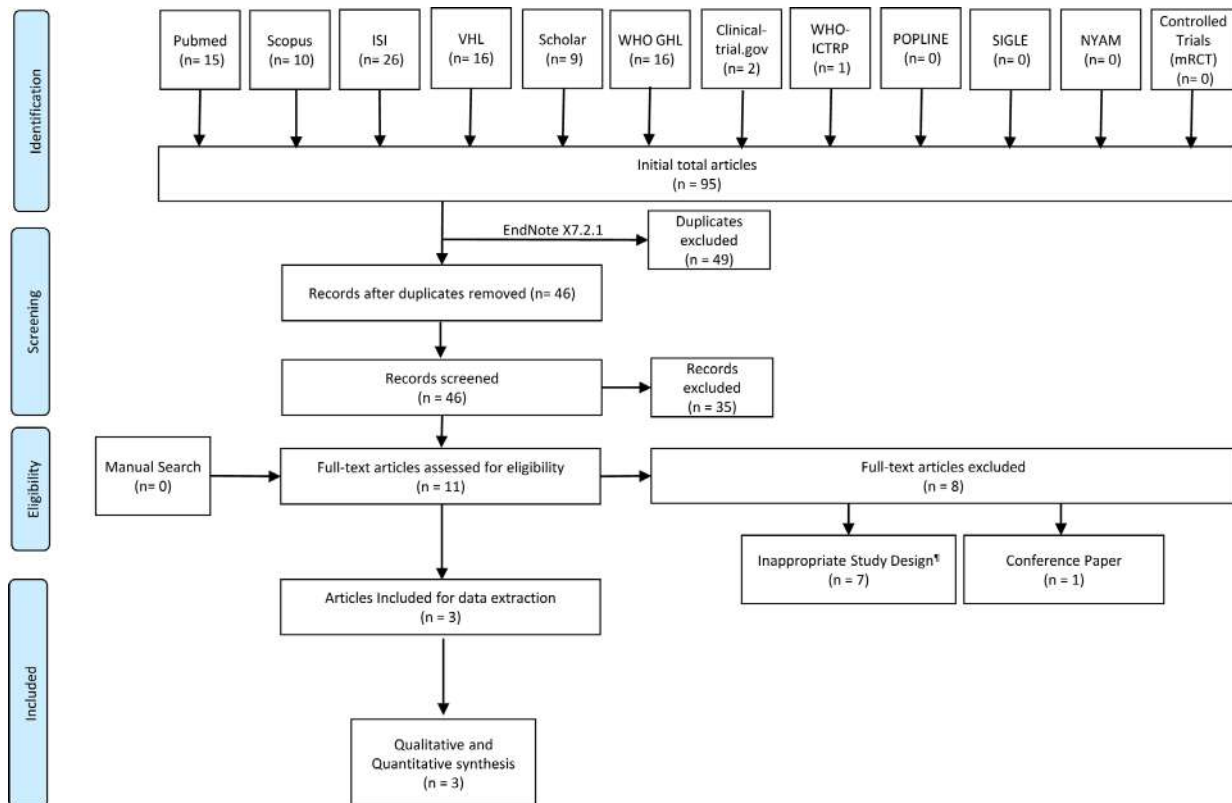 Identification
Pubmed
(n= 15)
Scopus
(n= 10)
ISI
(n= 26)
VHL
(n= 16)
Scholar
(n= 9)
WHO GHL
(n= 16)
Clinical-
trial.gov
(n= 2)
WHO-
ICTRP
(n= 1)
POPLINE
(n= 0)
SIGLE
(n= 0)
NYAM
(n= 0)
Controlled
Trials
(mRCT)
(n= 0)
Initial total articles
(n = 95)
Screening
EndNote X7.2.1
Duplicates
excluded
(n = 49)
Records after duplicates removed (n= 46)
Records screened
(n = 46)
Records
excluded
(n = 35)
Eligibility
Manual Search
(n= 0)
Full-text articles assessed for eligibility
(n = 11)
Full-text articles excluded
(n = 8)
Inappropriate Study Design¶
(n = 7)
Conference Paper
(n = 1)
Included
Articles Included for data extraction
(n = 3)
Qualitative and
Quantitative synthesis
(n = 3)